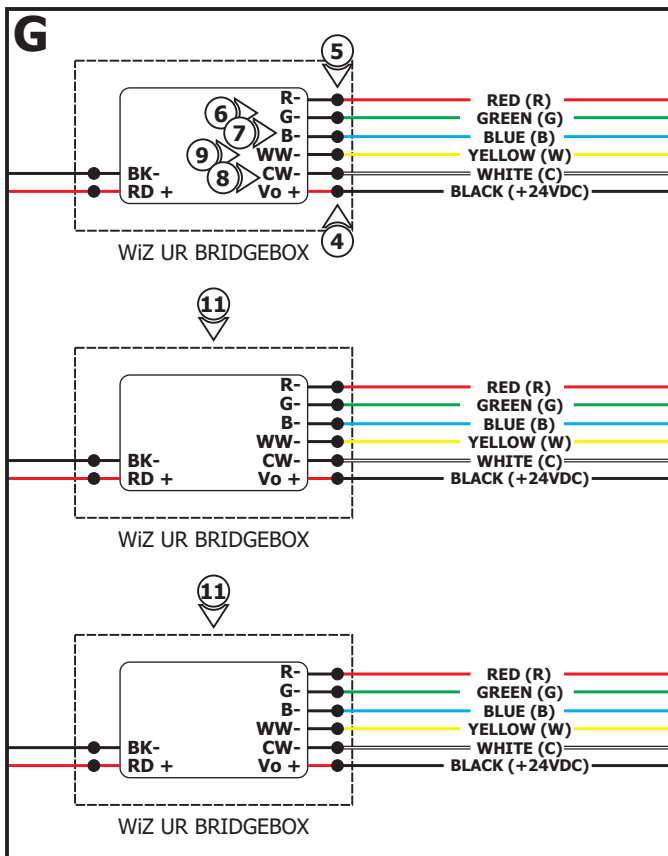 G
5
R- RED (R)
6 G- GREEN (G)
7 B- BLUE (B)
9 WW- YELLOW (W)
BK- 8 CW- WHITE (C)
RD + Vo + BLACK (+24VDC)
4
WiZ UR BRIDGEBOX
11
R- RED (R)
G- GREEN (G)
B- BLUE (B)
WW- YELLOW (W)
BK- CW- WHITE (C)
RD + Vo + BLACK (+24VDC)
WiZ UR BRIDGEBOX
11
R- RED (R)
G- GREEN (G)
B- BLUE (B)
WW- YELLOW (W)
BK- CW- WHITE (C)
RD + Vo + BLACK (+24VDC)
WiZ UR BRIDGEBOX